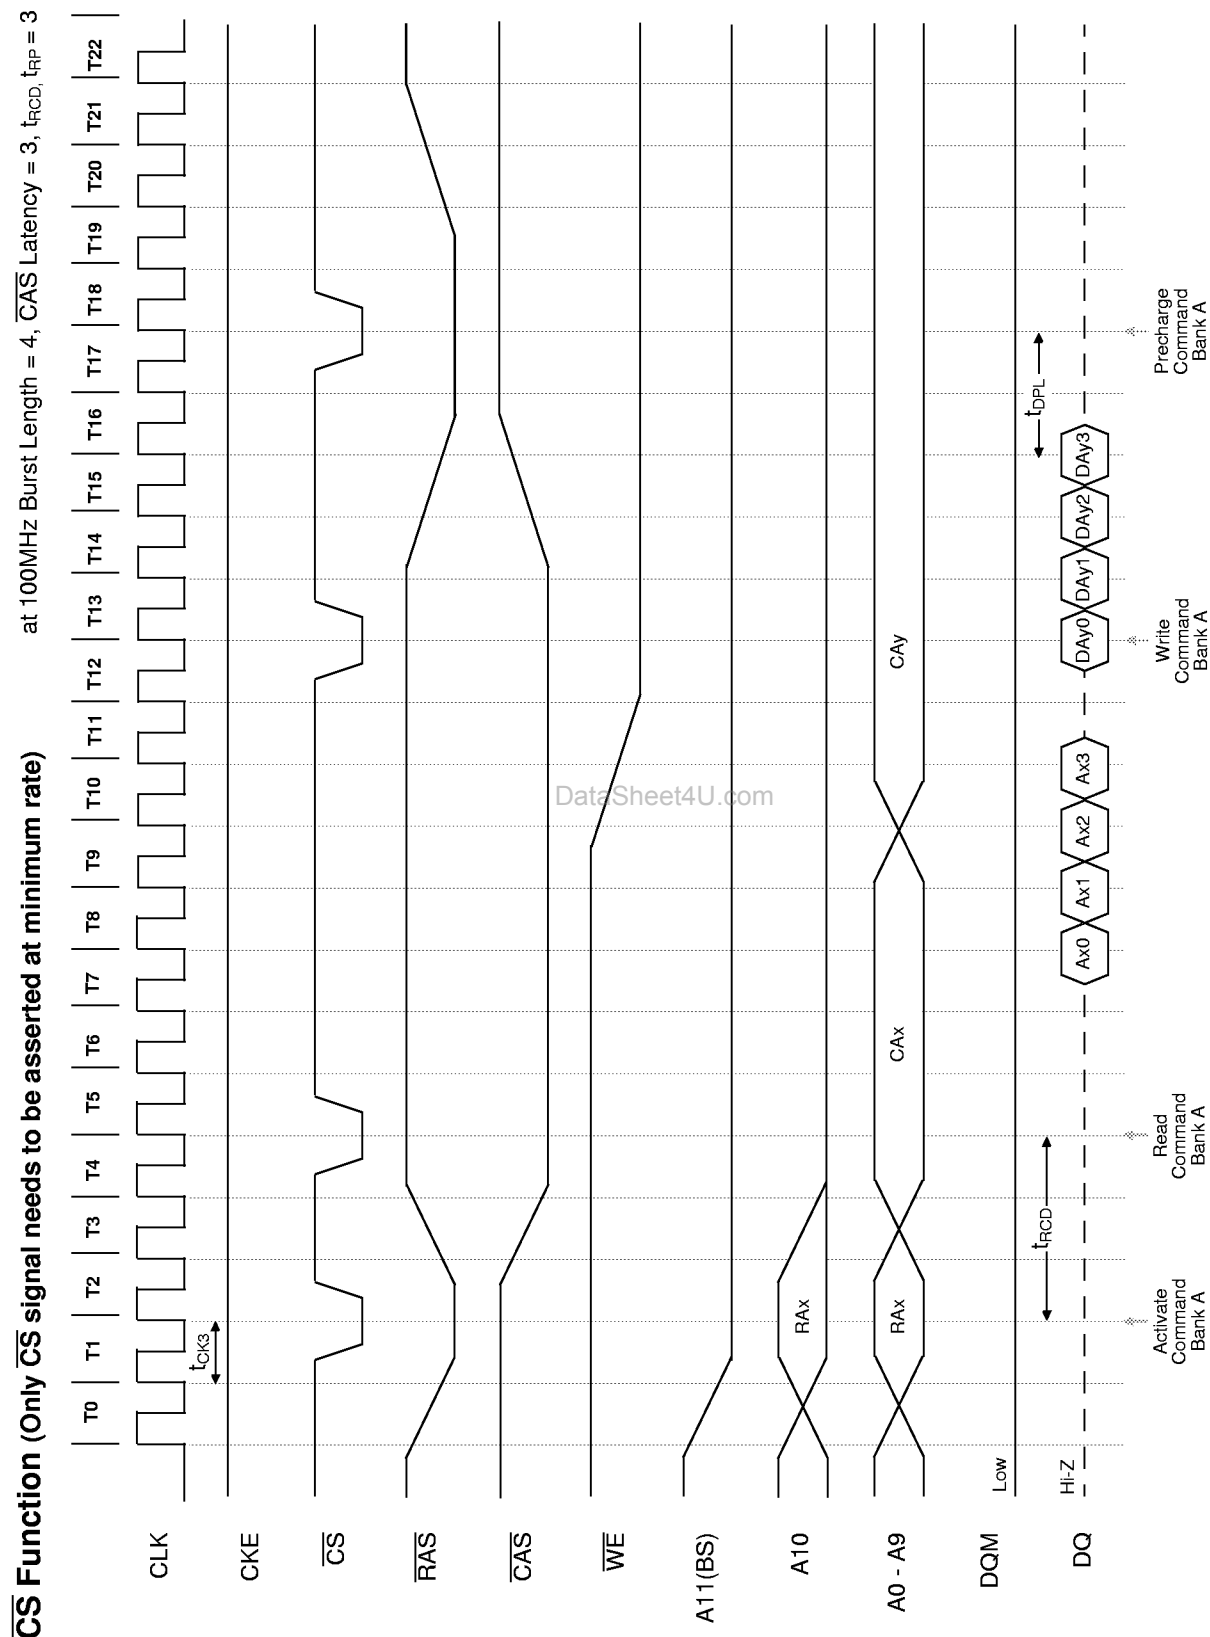 CS Function (Only CS signal needs to be asserted at minimum rate)
at 100MHz Burst Length = 4, CAS Latency = 3, tRCD, tRP = 3
T0 T1 T2 T3 T4 T5 T6 T7 T8 T9 T10 T11 T12 T13 T14 T15 T16 T17 T18 T19 T20 T21 T22
CLK
tCK3
CKE
CS
RAS
CAS
WE
DataSheet4U.com
A11(BS)
A10
RAx
A0 - A9
RAx CAx CAy
DQM
Low
tRCD
tDPL
DQ
Hi-Z
Ax0 Ax1 Ax2 Ax3 DAy0 DAy1 DAy2 DAy3
Activate
Command
Bank A
Read
Command
Bank A
Write
Command
Bank A
Precharge
Command
Bank A